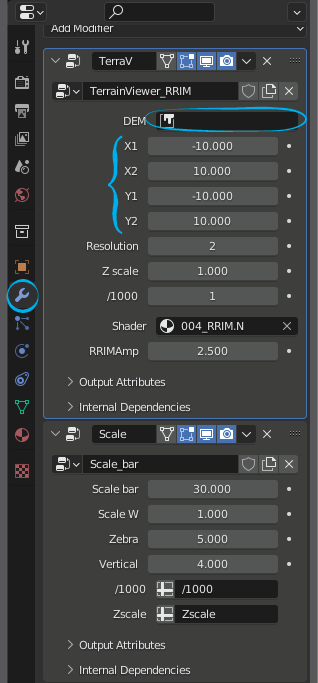 Add Modifier
TerraV
TerrainViewer_RRIM
DEM
X1 -10.000
X2 10.000
Y1 -10.000
Y2 10.000
Resolution 2
Z scale 1.000
/1000 1
Shader 004_RRIM.N
RRIMAmp 2.500
Output Attributes
Internal Dependencies
Scale
Scale_bar
Scale bar 30.000
Scale W 1.000
Zebra 5.000
Vertical 4.000
/1000 /1000
Zscale Zscale
Output Attributes
Internal Dependencies